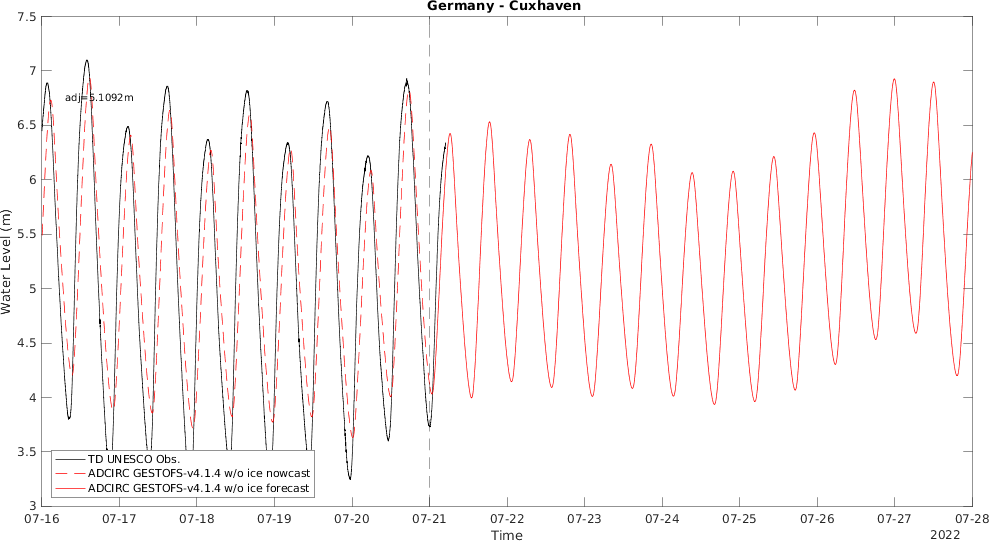 Germany - Cuxhaven
7.5
7
6.5
6
5.5
5
4.5
4
3.5
3
Water Level (m)
adj=5.1092m
TD UNESCO Obs.
ADCIRC GESTOFS-v4.1.4 w/o ice nowcast
ADCIRC GESTOFS-v4.1.4 w/o ice forecast
07-16 07-17 07-18 07-19 07-20 07-21 07-22 07-23 07-24 07-25 07-26 07-27 07-28
Time
2022